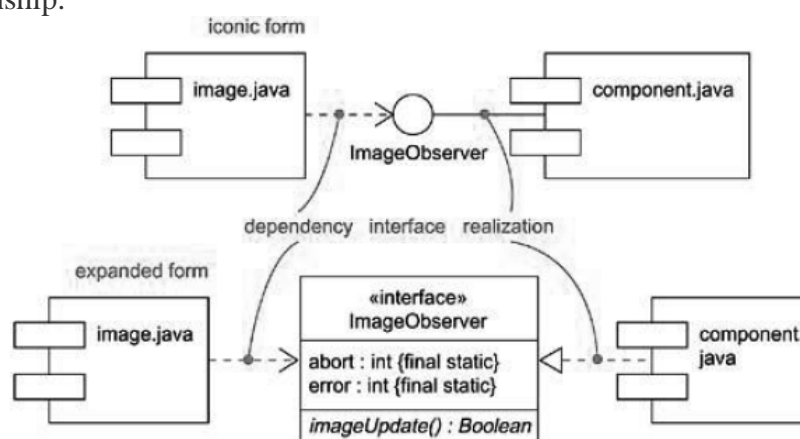 nship.
iconic form
image.java
component.java
ImageObserver
dependency interface realization
expanded form
image.java
«interface»
ImageObserver
component.
java
abort : int {final static}
error : int {final static}
imageUpdate() : Boolean